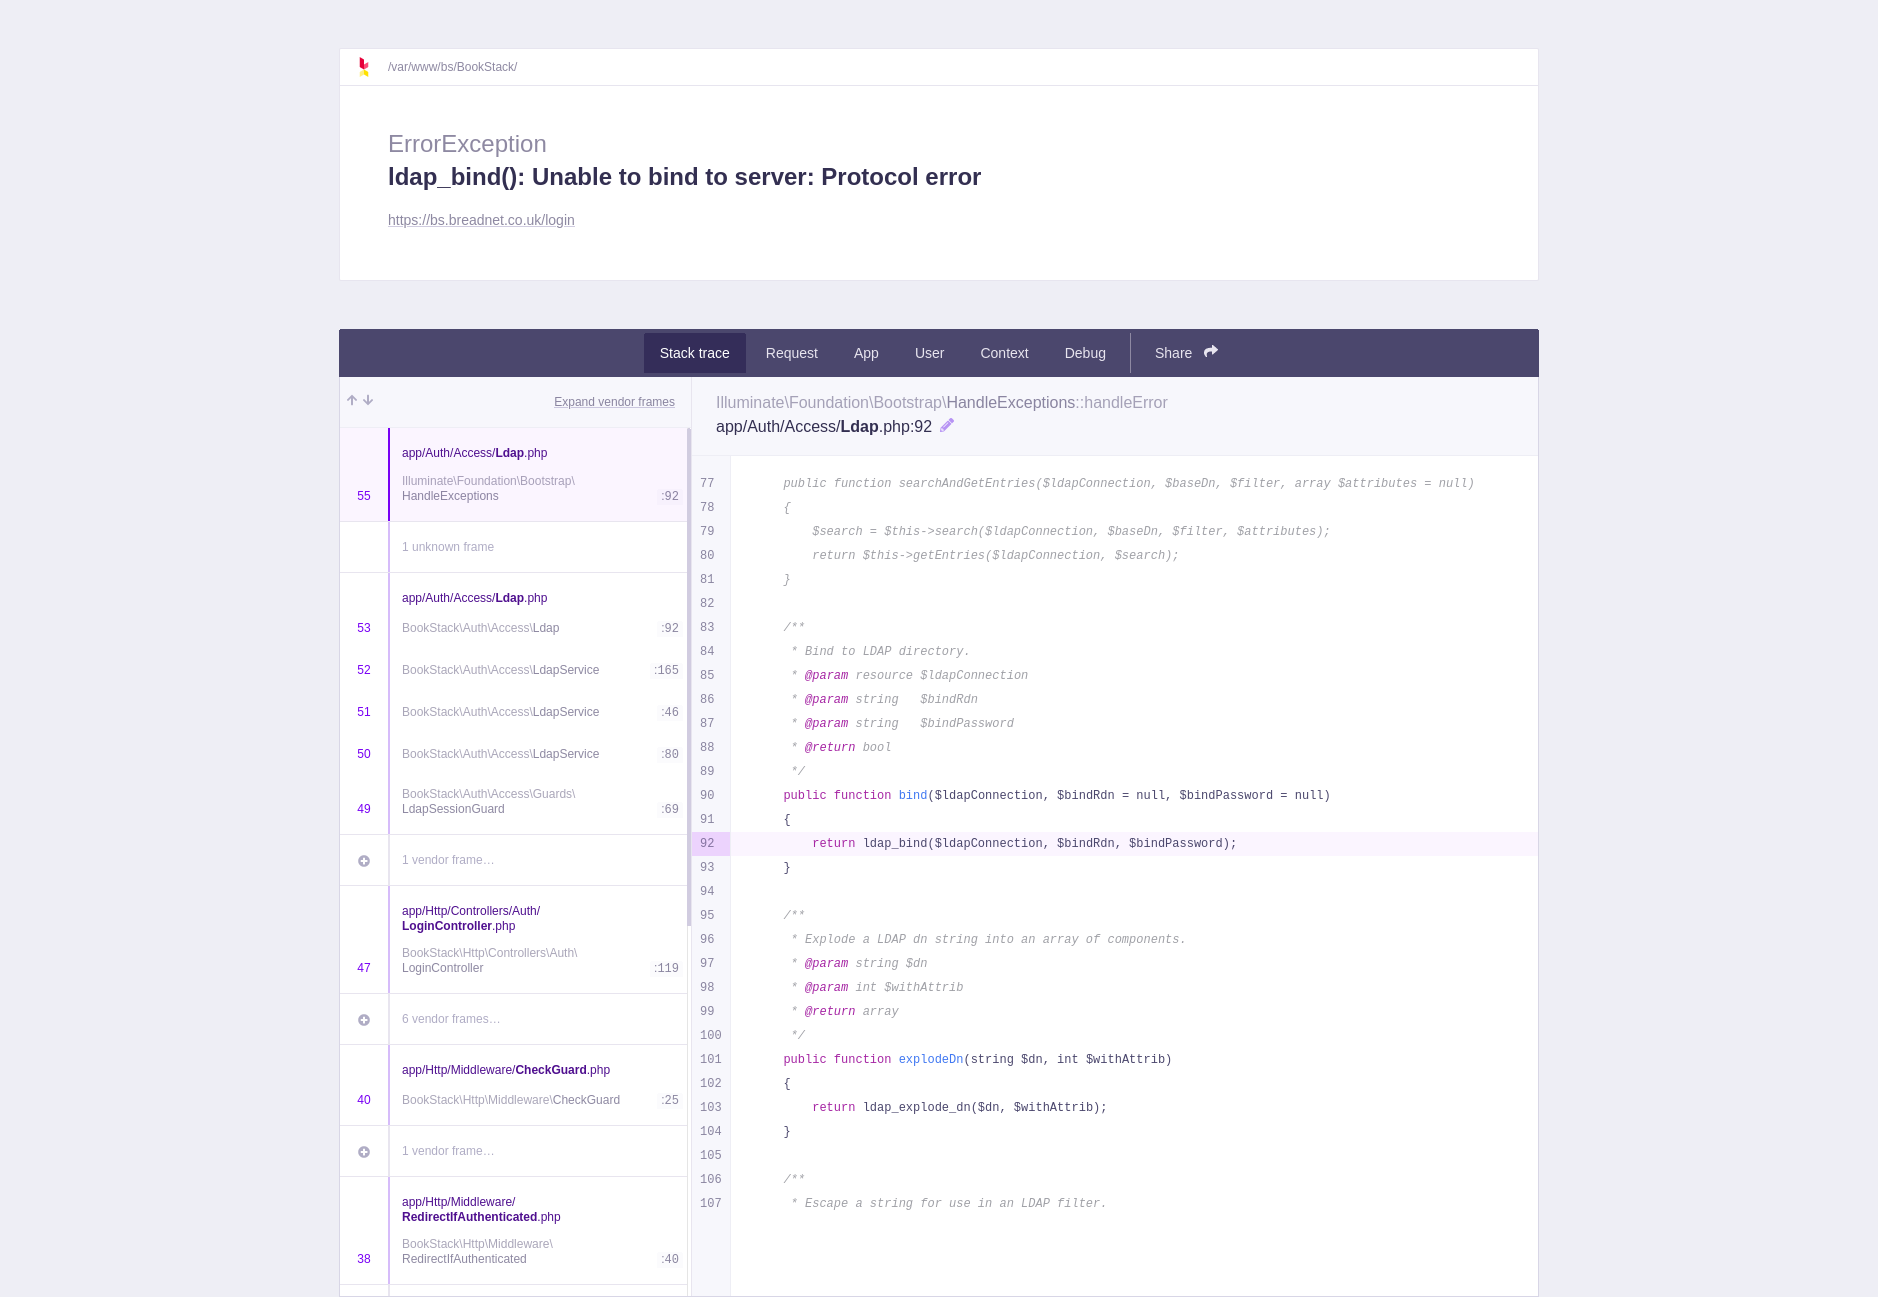 /var/www/bs/BookStack/
ErrorException
ldap_bind(): Unable to bind to server: Protocol error
https://bs.breadnet.co.uk/login
Stack trace Request App User Context Debug Share
Expand vendor frames
app/Auth/Access/Ldap.php
Illuminate\Foundation\Bootstrap\
55 HandleExceptions :92
1 unknown frame
app/Auth/Access/Ldap.php
53 BookStack\Auth\Access\Ldap :92
52 BookStack\Auth\Access\LdapService :165
51 BookStack\Auth\Access\LdapService :46
50 BookStack\Auth\Access\LdapService :80
BookStack\Auth\Access\Guards\
49 LdapSessionGuard :69
1 vendor frame…
app/Http/Controllers/Auth/
LoginController.php
BookStack\Http\Controllers\Auth\
47 LoginController :119
6 vendor frames…
app/Http/Middleware/CheckGuard.php
40 BookStack\Http\Middleware\CheckGuard :25
1 vendor frame…
app/Http/Middleware/
RedirectIfAuthenticated.php
BookStack\Http\Middleware\
38 RedirectIfAuthenticated :40
Illuminate\Foundation\Bootstrap\HandleExceptions::handleError
app/Auth/Access/Ldap.php:92
77 public function searchAndGetEntries($ldapConnection, $baseDn, $filter, array $attributes = null)
78 {
79 $search = $this->search($ldapConnection, $baseDn, $filter, $attributes);
80 return $this->getEntries($ldapConnection, $search);
81 }
82
83 /**
84 * Bind to LDAP directory.
85 * @param resource $ldapConnection
86 * @param string   $bindRdn
87 * @param string   $bindPassword
88 * @return bool
89 */
90 public function bind($ldapConnection, $bindRdn = null, $bindPassword = null)
91 {
92 return ldap_bind($ldapConnection, $bindRdn, $bindPassword);
93 }
94
95 /**
96 * Explode a LDAP dn string into an array of components.
97 * @param string $dn
98 * @param int $withAttrib
99 * @return array
100 */
101 public function explodeDn(string $dn, int $withAttrib)
102 {
103 return ldap_explode_dn($dn, $withAttrib);
104 }
105
106 /**
107 * Escape a string for use in an LDAP filter.